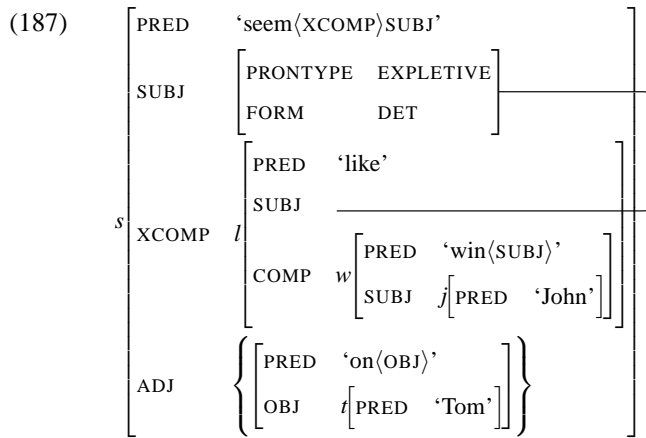 (187)
PRED ‘seem⟨XCOMP⟩SUBJ’
SUBJ PRONTYPE EXPLETIVE
FORM DET
PRED ‘like’
SUBJ
s XCOMP l
COMP w PRED ‘win⟨SUBJ⟩’
SUBJ j[PRED ‘John’]
ADJ { PRED ‘on⟨OBJ⟩’ }
OBJ t[PRED ‘Tom’]